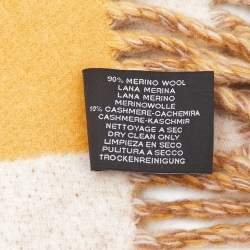 90% MERINO WOOL
LANA MERINA
LANA MERINO
MERINOWOLLE
10% CASHMERE-CACHEMIRA
CASHMERE-KASCHMIR
NETTOYAGE A SEC
DRY CLEAN ONLY
LIMPIEZA EN SECO
PULITURA A SECCO
TROCKENREINIGUNG